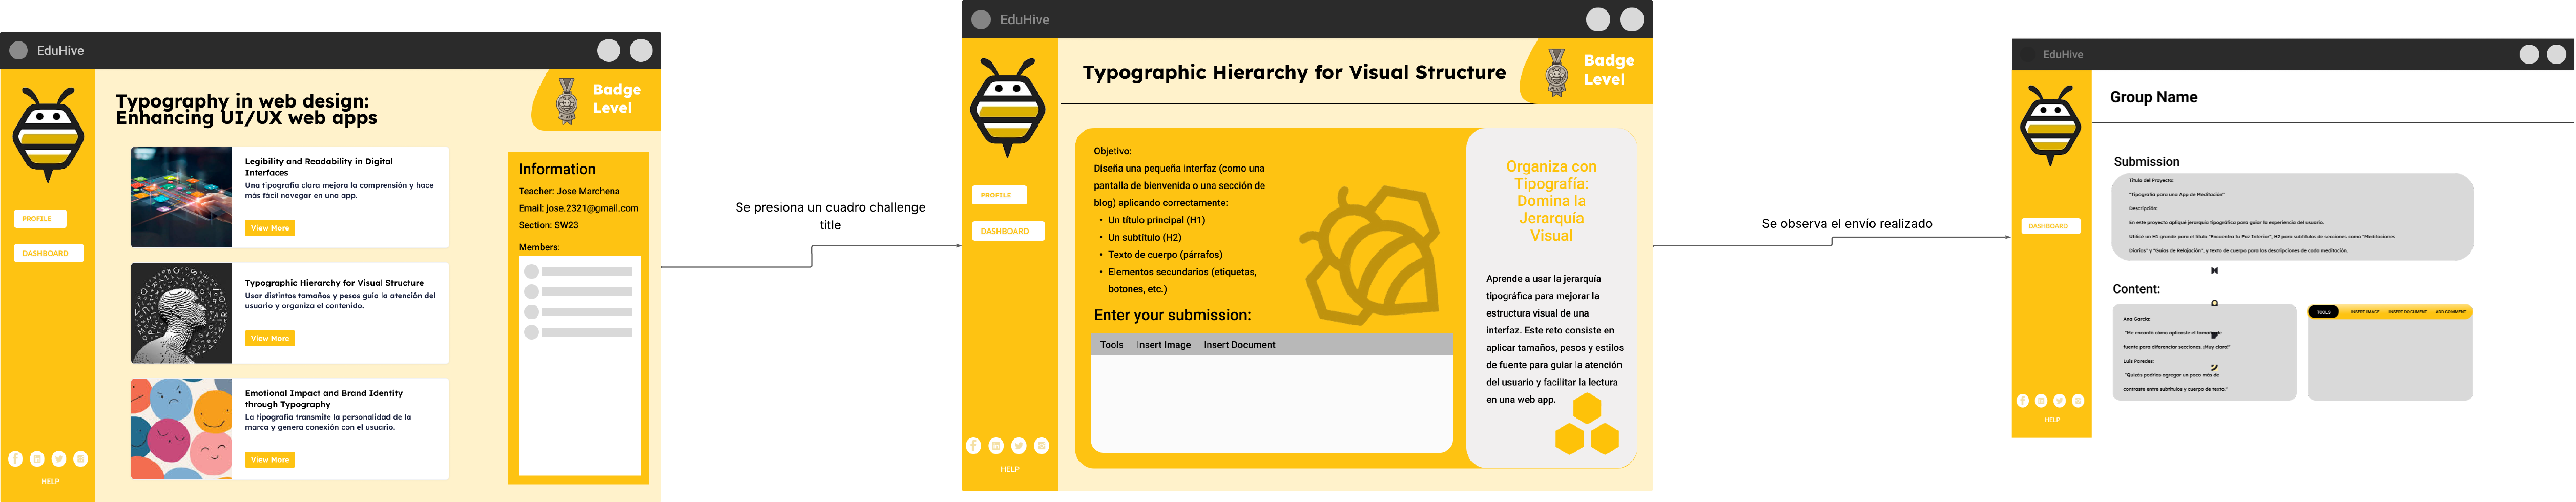 EduHive
Typography in web design:
Enhancing UI/UX web apps
Badge
Level
PROFILE
DASHBOARD
HELP
Legibility and Readability in Digital
Interfaces
Una tipografía clara mejora la comprensión y hace
más fácil navegar en una app.
View More
Typographic Hierarchy for Visual Structure
Usar distintos tamaños y pesos guía la atención del
usuario y organiza el contenido.
View More
Emotional Impact and Brand Identity
through Typography
La tipografía transmite la personalidad de la
marca y genera conexión con el usuario.
View More
Information
Teacher: Jose Marchena
Email: jose.2321@gmail.com
Section: SW23
Members:
Se presiona un cuadro challenge
title
EduHive
Typographic Hierarchy for Visual Structure
Badge
Level
PROFILE
DASHBOARD
HELP
Objetivo:
Diseña una pequeña interfaz (como una
pantalla de bienvenida o una sección de
blog) aplicando correctamente:
• Un título principal (H1)
• Un subtítulo (H2)
• Texto de cuerpo (párrafos)
• Elementos secundarios (etiquetas,
botones, etc.)
Enter your submission:
Tools Insert Image Insert Document
Organiza con
Tipografía:
Domina la
Jerarquía
Visual
Aprende a usar la jerarquía
tipográfica para mejorar la
estructura visual de una
interfaz. Este reto consiste en
aplicar tamaños, pesos y estilos
de fuente para guiar la atención
del usuario y facilitar la lectura
en una web app.
Se observa el envío realizado
EduHive
Group Name
DASHBOARD
HELP
Submission
Título del Proyecto:
"Tipografía para una App de Meditación"
Descripción:
En este proyecto apliqué jerarquía tipográfica para guiar la experiencia del usuario.
Utilicé un H1 grande para el título "Encuentra tu Paz Interior", H2 para subtítulos de secciones como "Meditaciones
Diarias" y "Guías de Relajación", y texto de cuerpo para las descripciones de cada meditación.
Content:
Ana García:
"Me encantó cómo aplicaste el tamaño de
fuente para diferenciar secciones. ¡Muy claro!"
Luis Paredes:
"Quizás podrías agregar un poco más de
contraste entre subtítulos y cuerpo de texto."
TOOLS INSERT IMAGE INSERT DOCUMENT ADD COMMENT